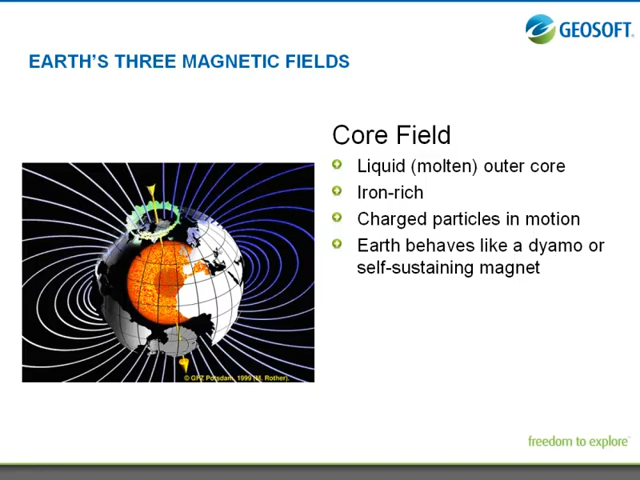 GEOSOFT.
EARTH'S THREE MAGNETIC FIELDS
Core Field
Liquid (molten) outer core
Iron-rich
Charged particles in motion
Earth behaves like a dyamo or
self-sustaining magnet
© GFZ Potsdam, 1999 (M. Rother).
freedom to explore